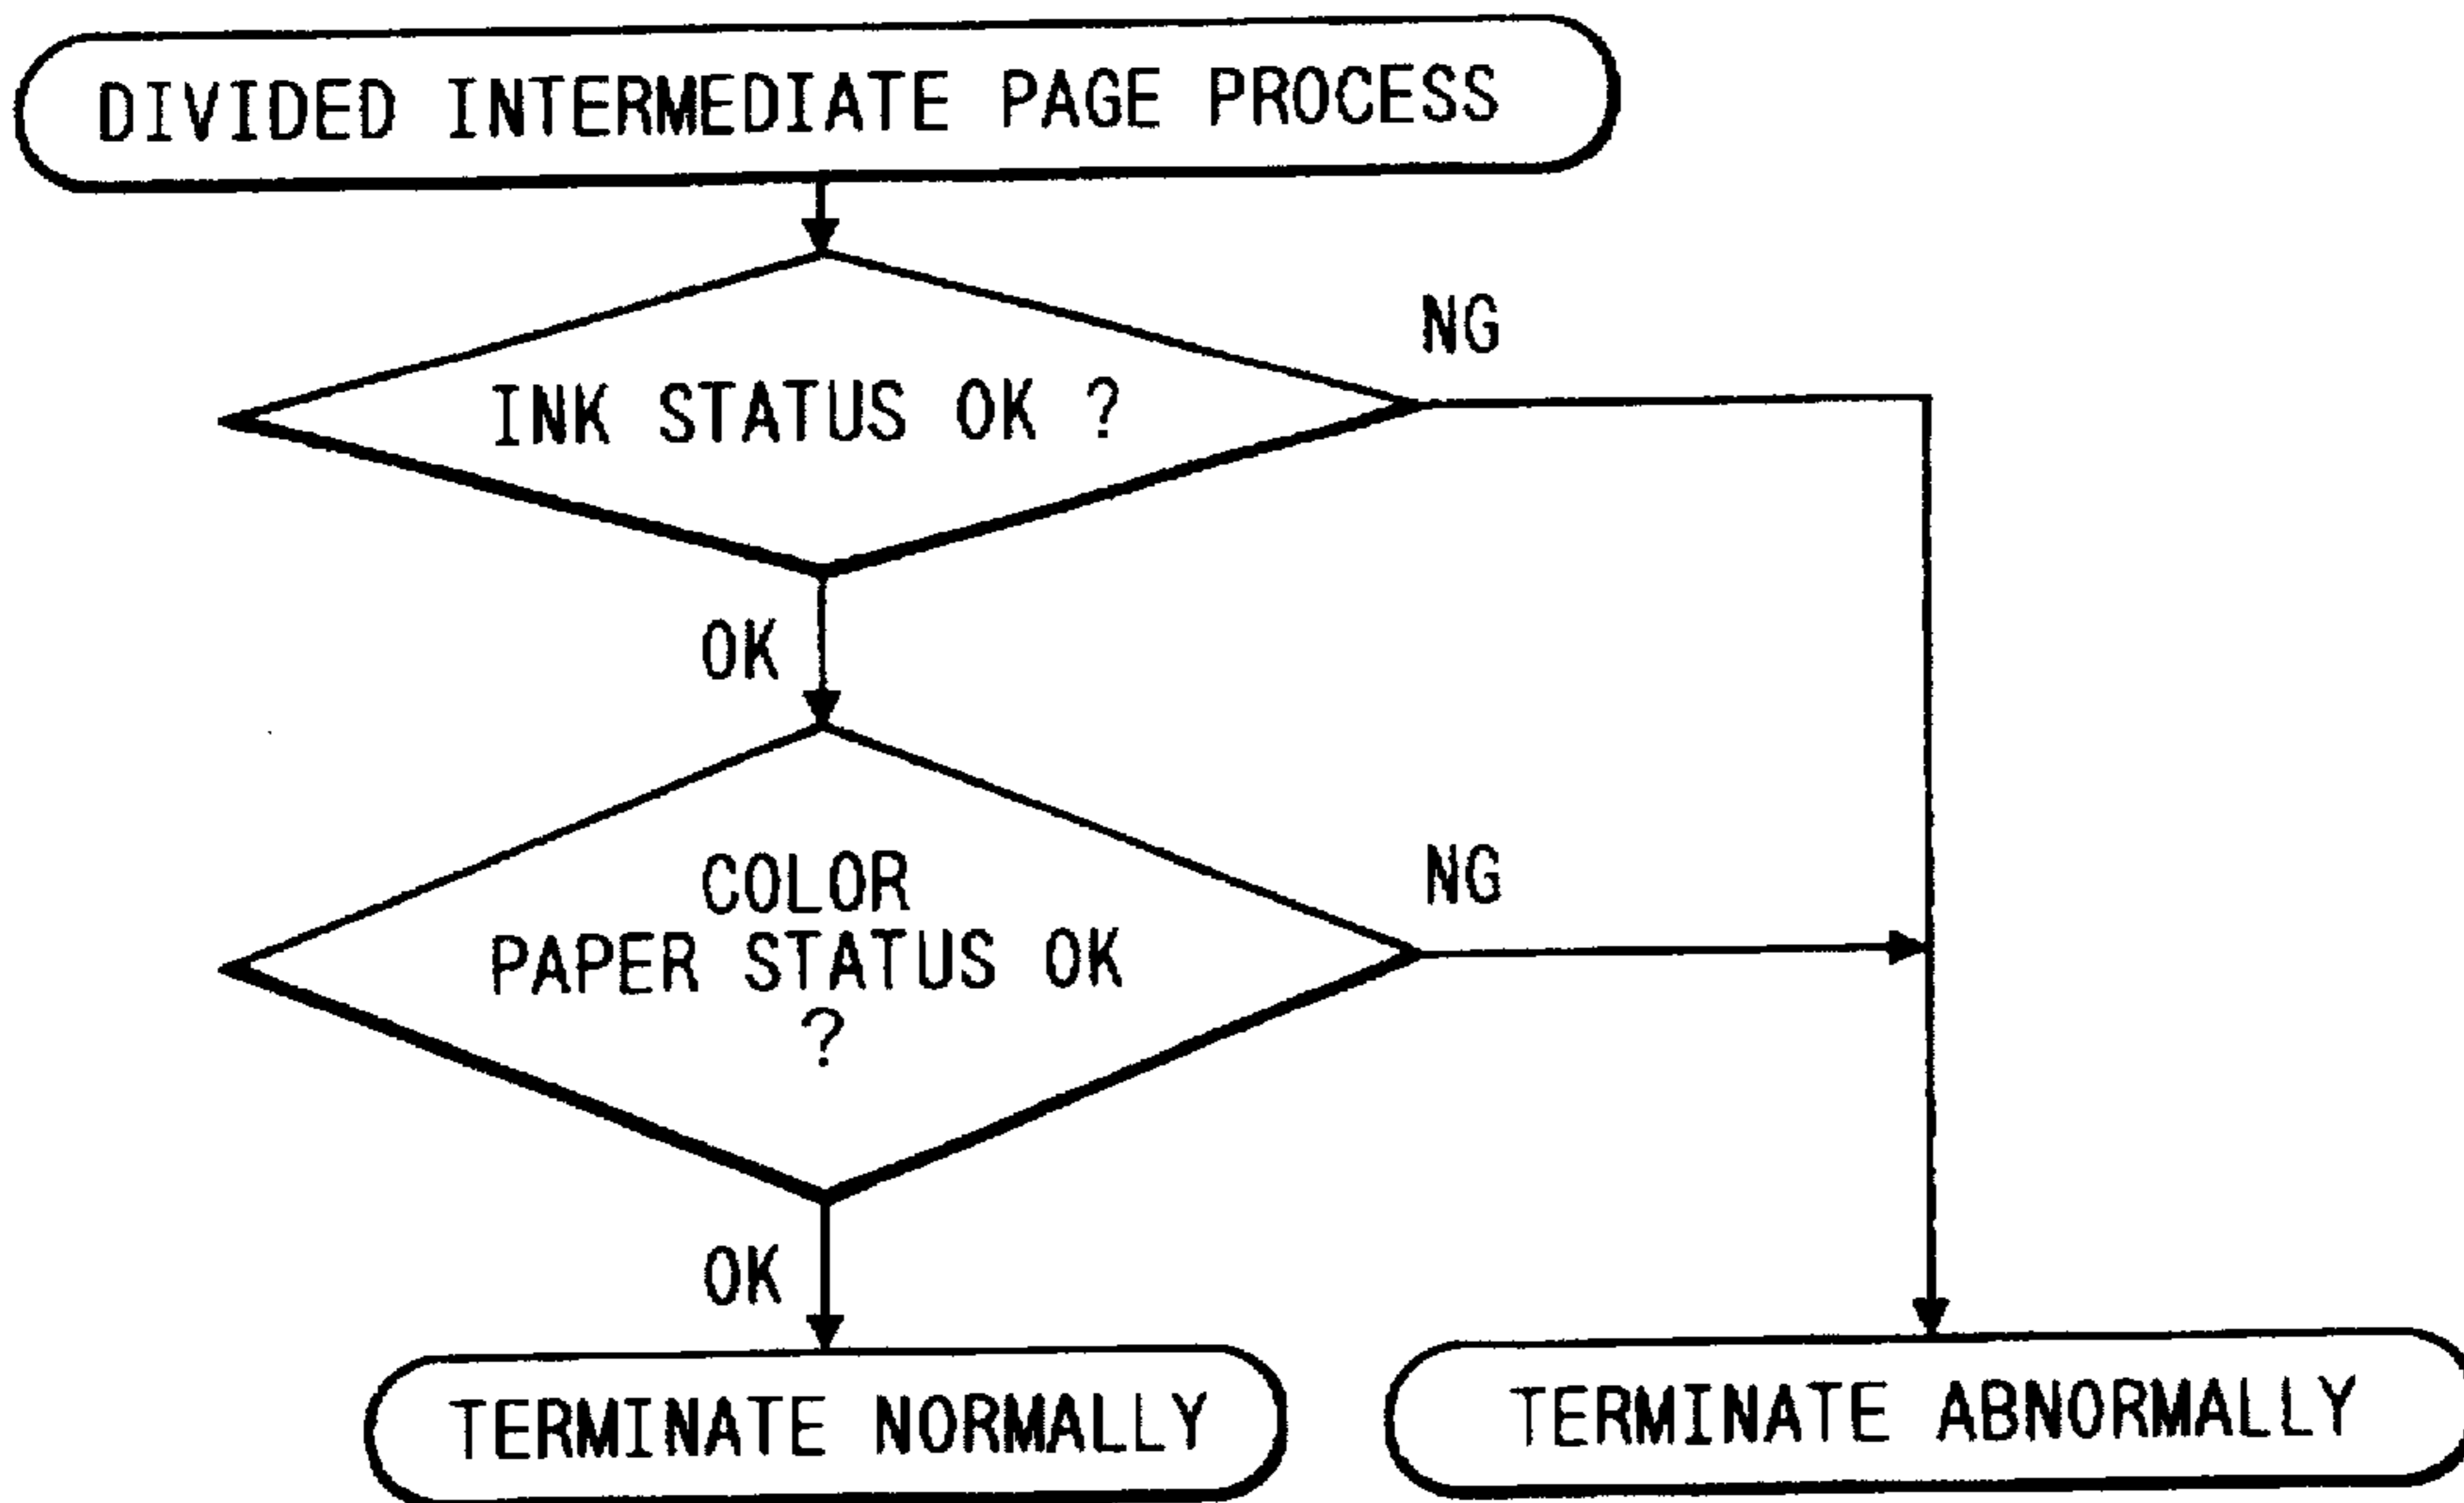 DIVIDED INTERMEDIATE PAGE PROCESS
INK STATUS OK ?
NG
OK
COLOR
PAPER STATUS OK
?
NG
OK
TERMINATE NORMALLY
TERMINATE ABNORMALLY